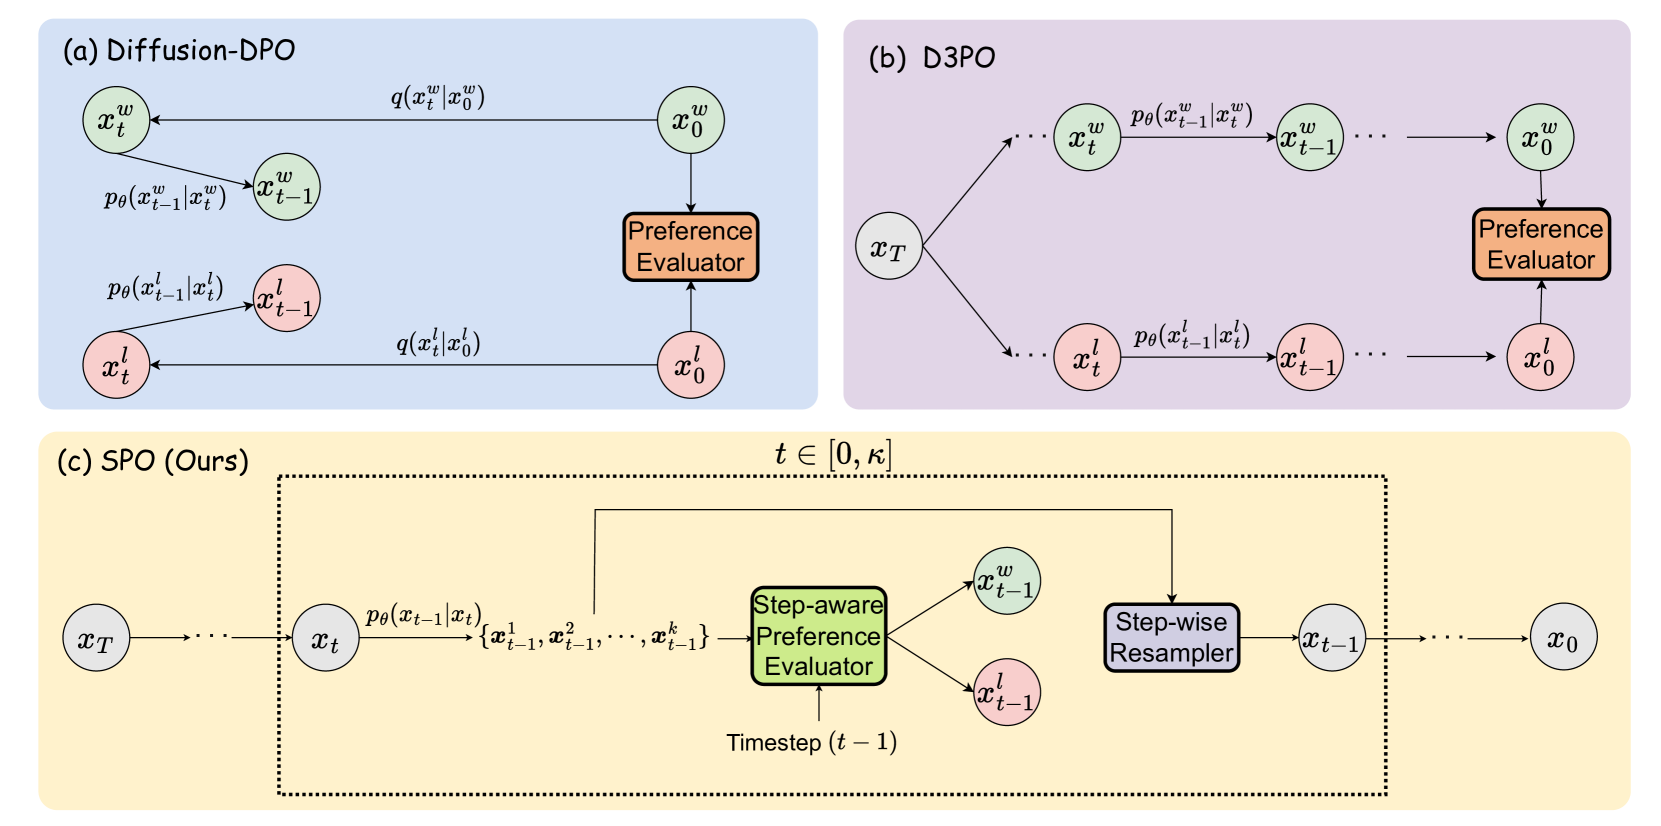 (a) Diffusion-DPO
$x_t^w$
$q(x_t^w|x_0^w)$
$x_0^w$
$p_\theta(x_{t-1}^w|x_t^w)$
$x_{t-1}^w$
Preference
Evaluator
$p_\theta(x_{t-1}^l|x_t^l)$
$x_{t-1}^l$
$x_t^l$
$q(x_t^l|x_0^l)$
$x_0^l$
(b) D3PO
$x_T$
···
$x_t^w$
$p_\theta(x_{t-1}^w|x_t^w)$
$x_{t-1}^w$
···
$x_0^w$
Preference
Evaluator
···
$x_t^l$
$p_\theta(x_{t-1}^l|x_t^l)$
$x_{t-1}^l$
···
$x_0^l$
(c) SPO (Ours)
$t \in [0, \kappa]$
$x_T$
···
$x_t$
$p_\theta(x_{t-1}|x_t)$
$\{\boldsymbol{x}_{t-1}^1, \boldsymbol{x}_{t-1}^2, \cdots, \boldsymbol{x}_{t-1}^k\}$
Step-aware
Preference
Evaluator
Timestep $(t-1)$
$x_{t-1}^w$
$x_{t-1}^l$
Step-wise
Resampler
$x_{t-1}$
···
$x_0$